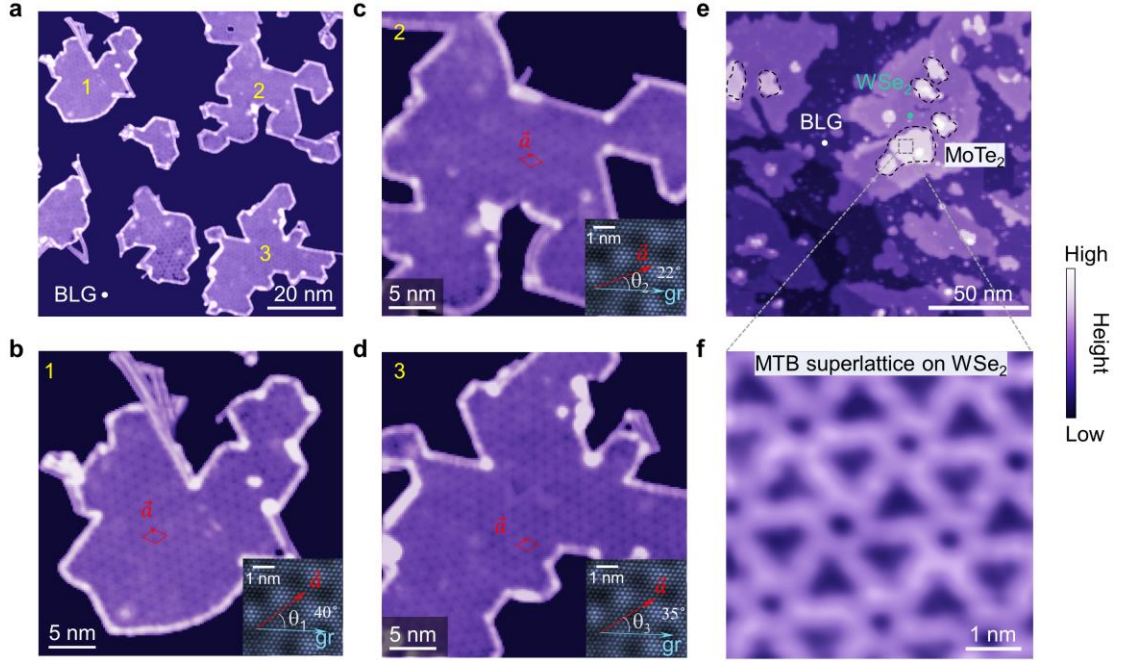 a
1
2
3
BLG
20 nm
b
1
a⃗
5 nm
1 nm
a⃗
θ₁
40°
gr
c
2
a⃗
5 nm
1 nm
a⃗
θ₂
22°
gr
d
3
a⃗
5 nm
1 nm
a⃗
θ₃
35°
gr
e
WSe₂
BLG
MoTe₂
50 nm
f
MTB superlattice on WSe₂
1 nm
High
Height
Low